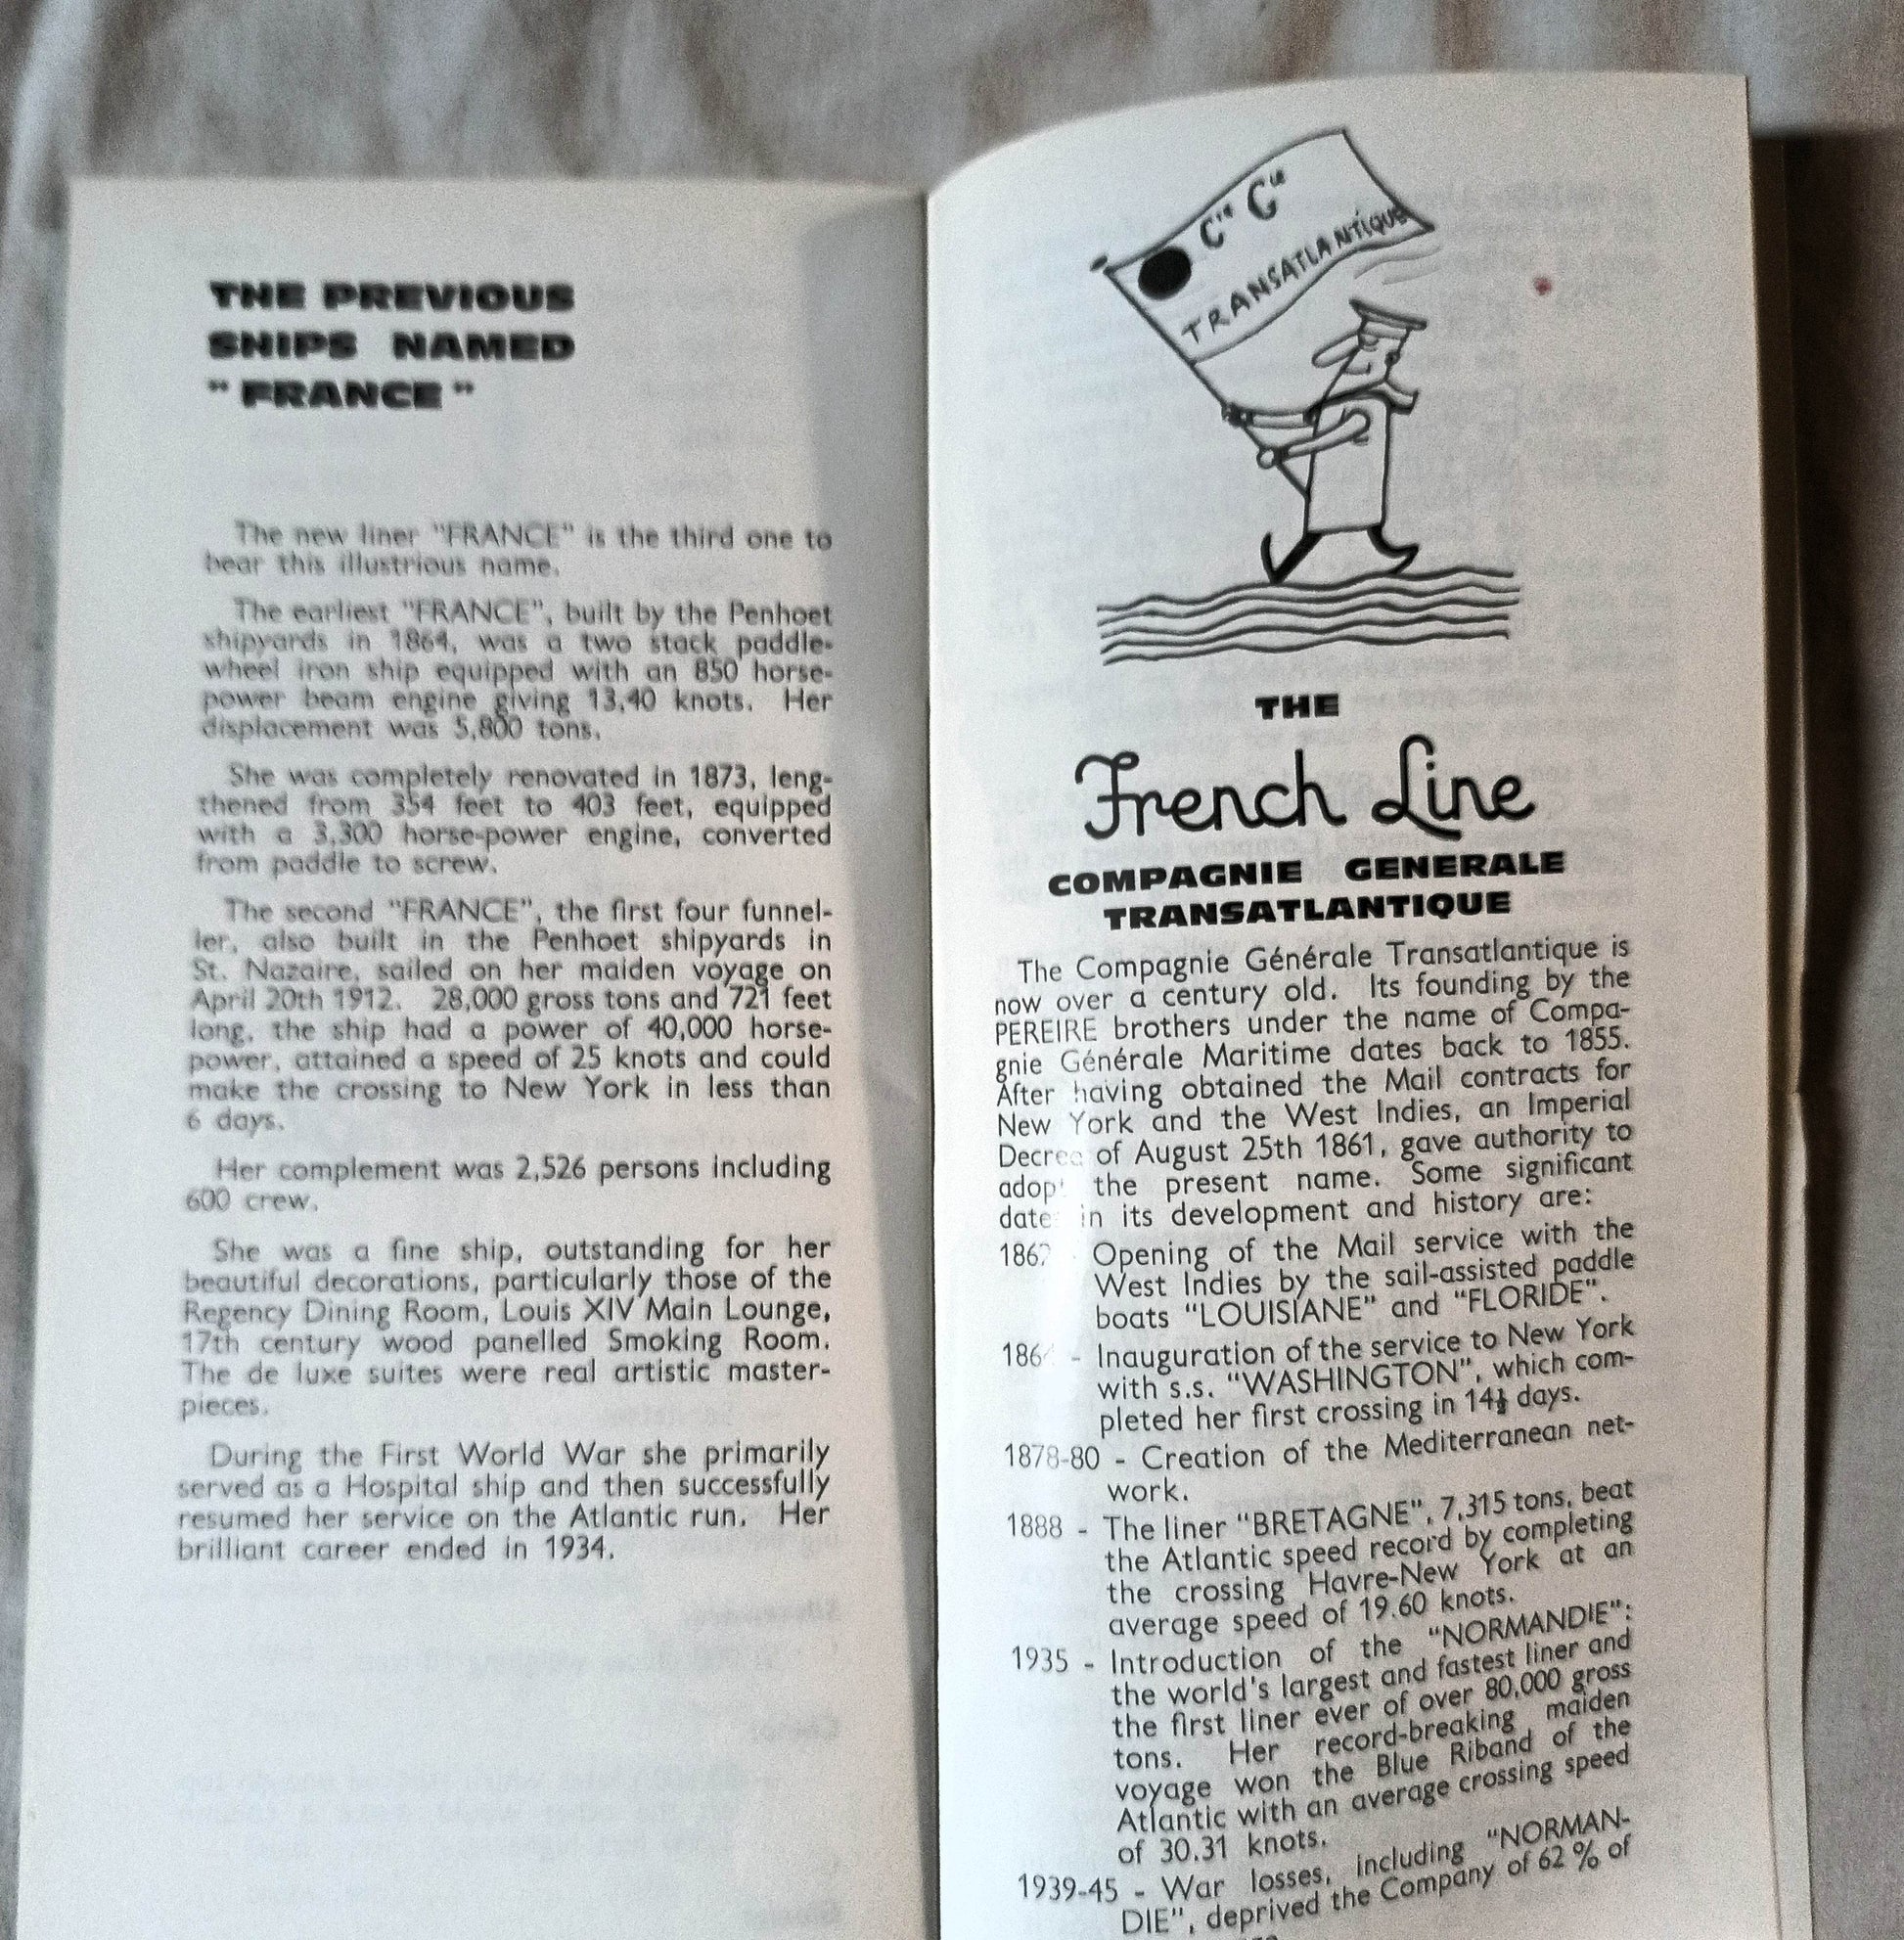 THE PREVIOUS
SHIPS NAMED
"FRANCE"
The new liner "FRANCE" is the third one to
bear this illustrious name.
The earliest "FRANCE", built by the Penhoet
shipyards in 1864, was a two stack paddle-
wheel iron ship equipped with an 850 horse-
power beam engine giving 13,40 knots. Her
displacement was 5,800 tons.
She was completely renovated in 1873, leng-
thened from 354 feet to 403 feet, equipped
with a 3,300 horse-power engine, converted
from paddle to screw.
The second "FRANCE", the first four funnel-
ler, also built in the Penhoet shipyards in
St. Nazaire, sailed on her maiden voyage on
April 20th 1912. 28,000 gross tons and 721 feet
long, the ship had a power of 40,000 horse-
power, attained a speed of 25 knots and could
make the crossing to New York in less than
6 days.
Her complement was 2,526 persons including
600 crew.
She was a fine ship, outstanding for her
beautiful decorations, particularly those of the
Regency Dining Room, Louis XIV Main Lounge,
17th century wood panelled Smoking Room.
The de luxe suites were real artistic master-
pieces.
During the First World War she primarily
served as a Hospital ship and then successfully
resumed her service on the Atlantic run. Her
brilliant career ended in 1934.
Cie Gle
TRANSATLANTIQUE
THE
French Line
COMPAGNIE GENERALE
TRANSATLANTIQUE
The Compagnie Générale Transatlantique is
now over a century old. Its founding by the
PEREIRE brothers under the name of Compa-
gnie Générale Maritime dates back to 1855.
After having obtained the Mail contracts for
New York and the West Indies, an Imperial
Decree of August 25th 1861, gave authority to
adopt the present name. Some significant
dates in its development and history are:
- Opening of the Mail service with the
West Indies by the sail-assisted paddle
boats "LOUISIANE" and "FLORIDE".
1864 - Inauguration of the service to New York
with s.s. "WASHINGTON", which com-
pleted her first crossing in 14½ days.
1878-80 - Creation of the Mediterranean net-
work.
1888 - The liner "BRETAGNE", 7,315 tons, beat
the Atlantic speed record by completing
the crossing Havre-New York at an
average speed of 19.60 knots.
1935 - Introduction of the "NORMANDIE":
the world's largest and fastest liner and
the first liner ever of over 80,000 gross
tons. Her record-breaking maiden
voyage won the Blue Riband of the
Atlantic with an average crossing speed
of 30.31 knots.
1939-45 - War losses, including "NORMAN-
DIE", deprived the Company of 62 % of